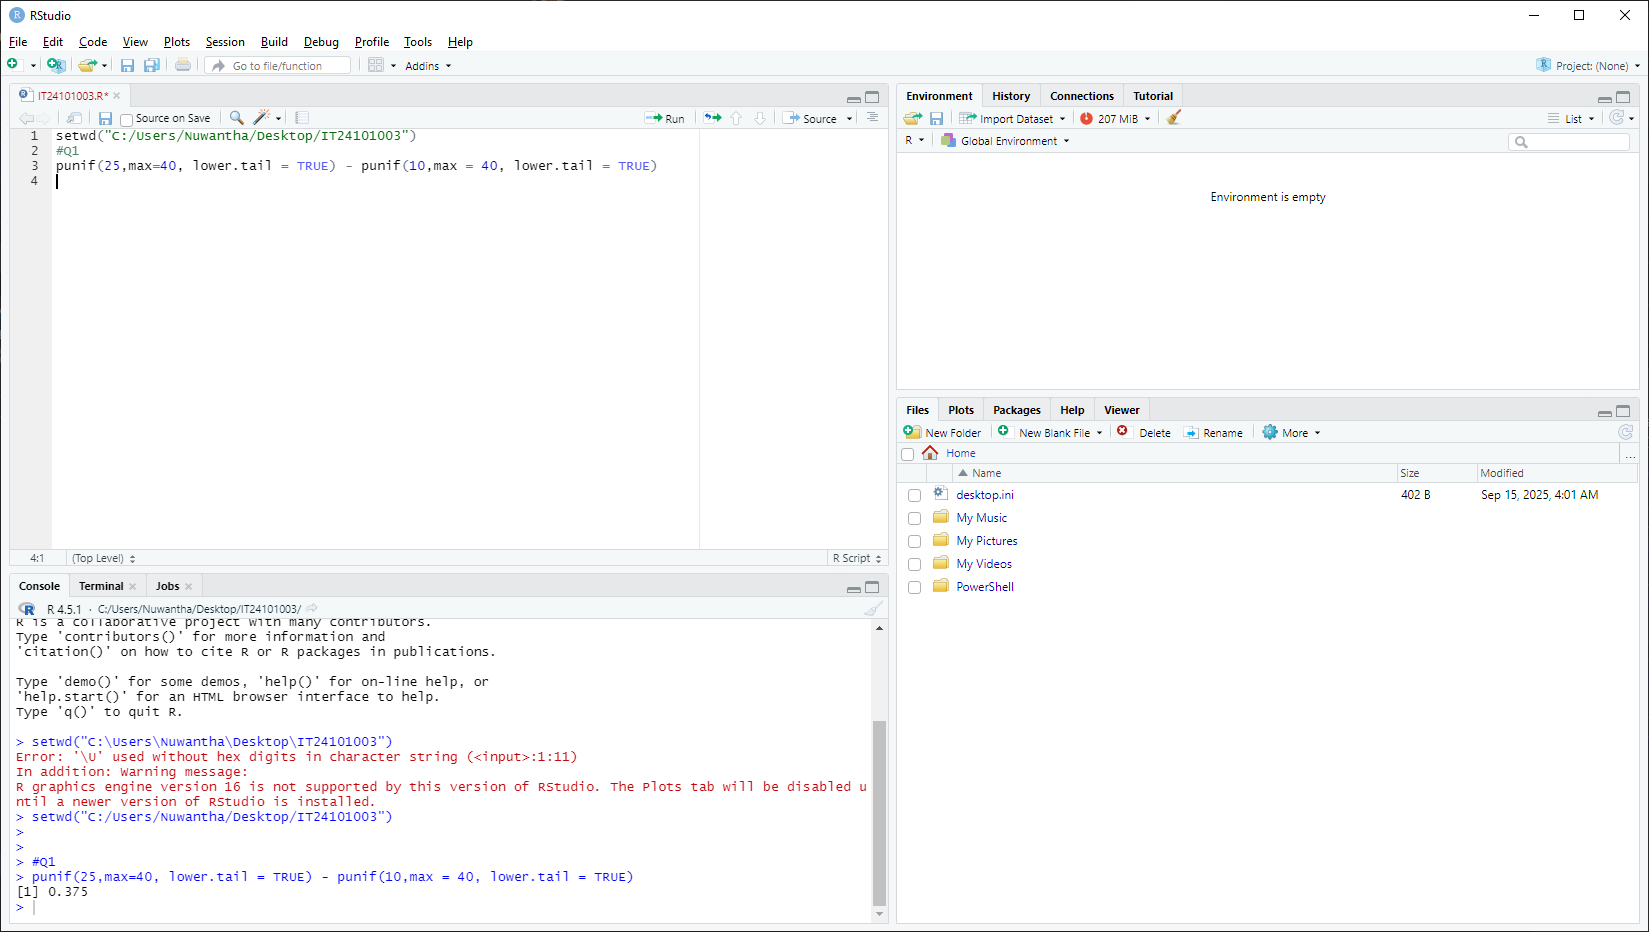 RStudio
File Edit Code View Plots Session Build Debug Profile Tools Help
Go to file/function Addins Project: (None)
IT24101003.R*
Source on Save Run Source
1 setwd("C:/Users/Nuwantha/Desktop/IT24101003")
2 #Q1
3 punif(25,max=40, lower.tail = TRUE) - punif(10,max = 40, lower.tail = TRUE)
4
4:1 (Top Level) R Script
Console Terminal Jobs
R 4.5.1 · C:/Users/Nuwantha/Desktop/IT24101003/
R is a collaborative project with many contributors.
Type 'contributors()' for more information and
'citation()' on how to cite R or R packages in publications.
Type 'demo()' for some demos, 'help()' for on-line help, or
'help.start()' for an HTML browser interface to help.
Type 'q()' to quit R.
> setwd("C:\Users\Nuwantha\Desktop\IT24101003")
Error: '\U' used without hex digits in character string (<input>:1:11)
In addition: Warning message:
R graphics engine version 16 is not supported by this version of RStudio. The Plots tab will be disabled u
ntil a newer version of RStudio is installed.
> setwd("C:/Users/Nuwantha/Desktop/IT24101003")
>
>
> #Q1
> punif(25,max=40, lower.tail = TRUE) - punif(10,max = 40, lower.tail = TRUE)
[1] 0.375
>
Environment History Connections Tutorial
Import Dataset 207 MiB List
R Global Environment
Environment is empty
Files Plots Packages Help Viewer
New Folder New Blank File Delete Rename More
Home ...
Name Size Modified
desktop.ini 402 B Sep 15, 2025, 4:01 AM
My Music
My Pictures
My Videos
PowerShell